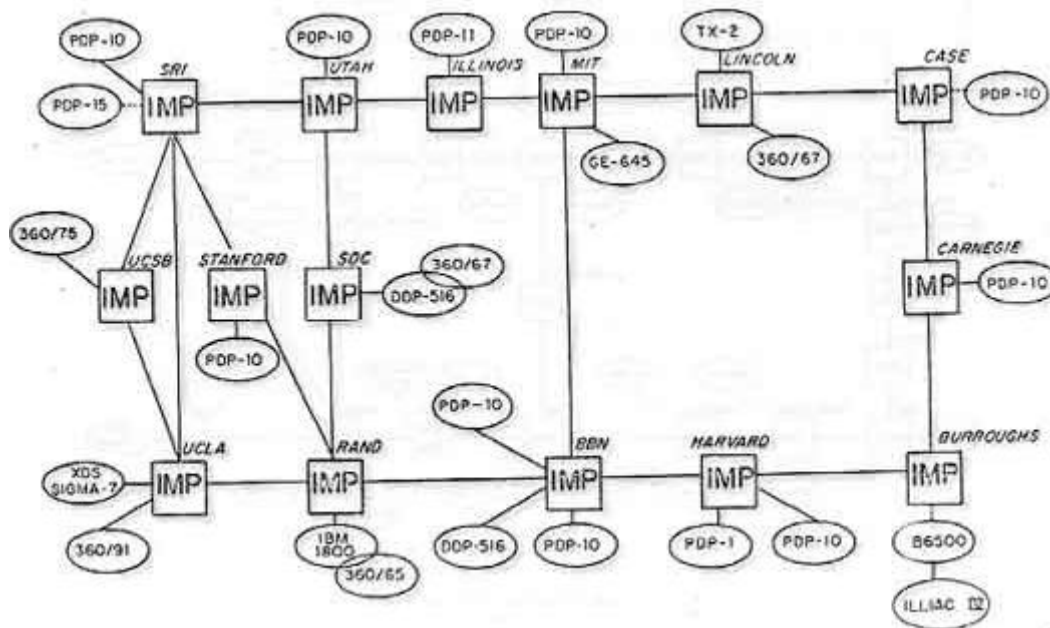 PDP-10
PDP-10
PDP-11
PDP-10
TX-2
SRI
UTAH
ILLINOIS
MIT
LINCOLN
CASE
PDP-15
IMP
IMP
IMP
IMP
IMP
IMP
PDP-10
GE-645
360/67
360/75
UCSB
STANFORD
SDC
360/67
CARNEGIE
IMP
IMP
IMP
DDP-516
IMP
PDP-10
PDP-10
PDP-10
UCLA
RAND
BBN
HARVARD
BURROUGHS
XDS
SIGMA-7
IMP
IMP
IMP
IMP
IMP
360/91
IBM
1800
360/65
DDP-516
PDP-10
PDP-1
PDP-10
B6500
ILLIAC IV